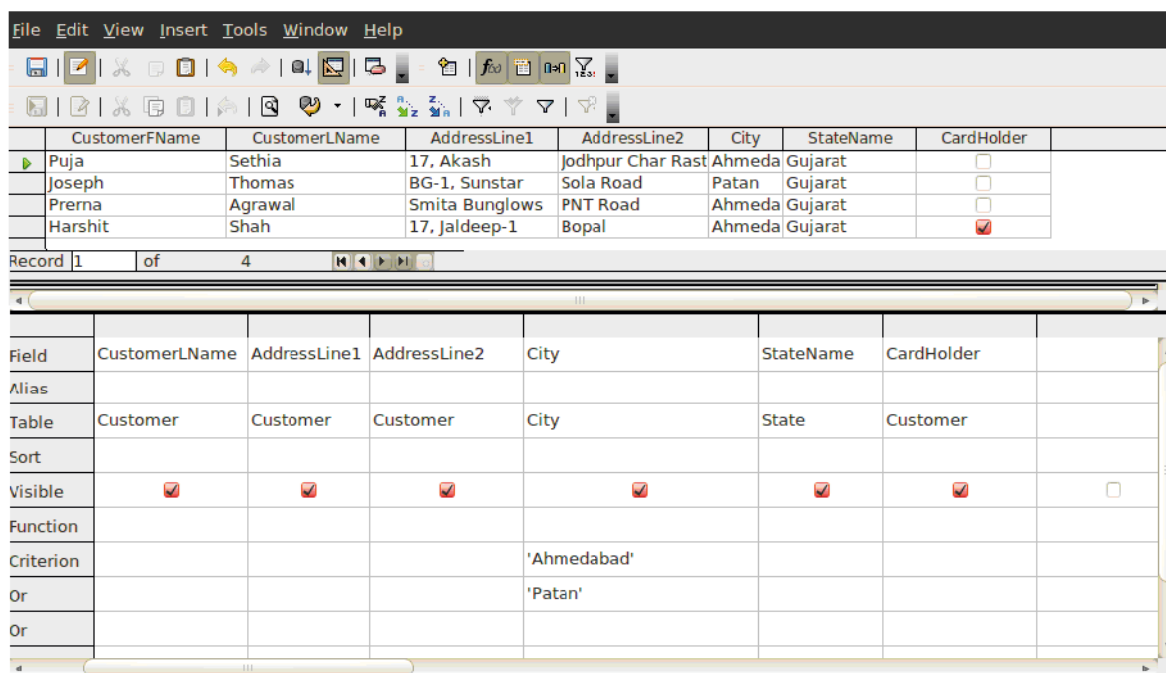 File Edit View Insert Tools Window Help
CustomerFName CustomerLName AddressLine1 AddressLine2 City StateName CardHolder
Puja Sethia 17, Akash Jodhpur Char Rast Ahmeda Gujarat
Joseph Thomas BG-1, Sunstar Sola Road Patan Gujarat
Prerna Agrawal Smita Bunglows PNT Road Ahmeda Gujarat
Harshit Shah 17, Jaldeep-1 Bopal Ahmeda Gujarat
Record 1 of 4
Field CustomerLName AddressLine1 AddressLine2 City StateName CardHolder
Alias
Table Customer Customer Customer City State Customer
Sort
Visible
Function
Criterion 'Ahmedabad'
Or 'Patan'
Or